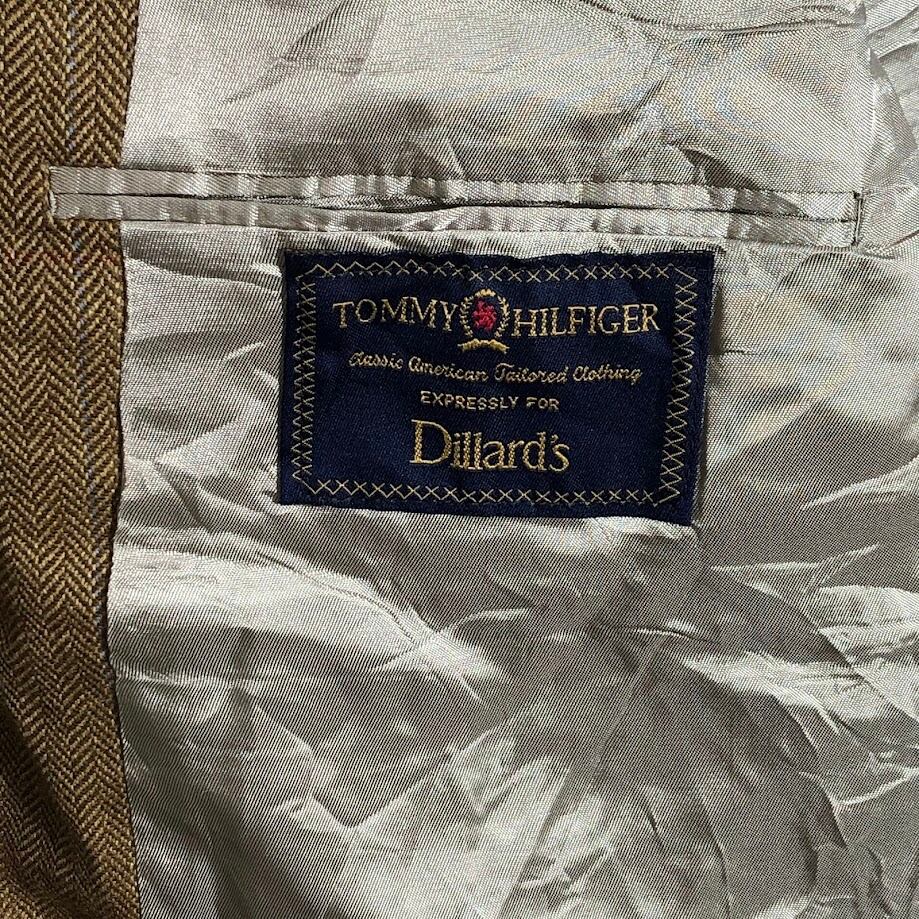 TOMMY HILFIGER
Classic American Tailored Clothing
EXPRESSLY FOR
Dillard's